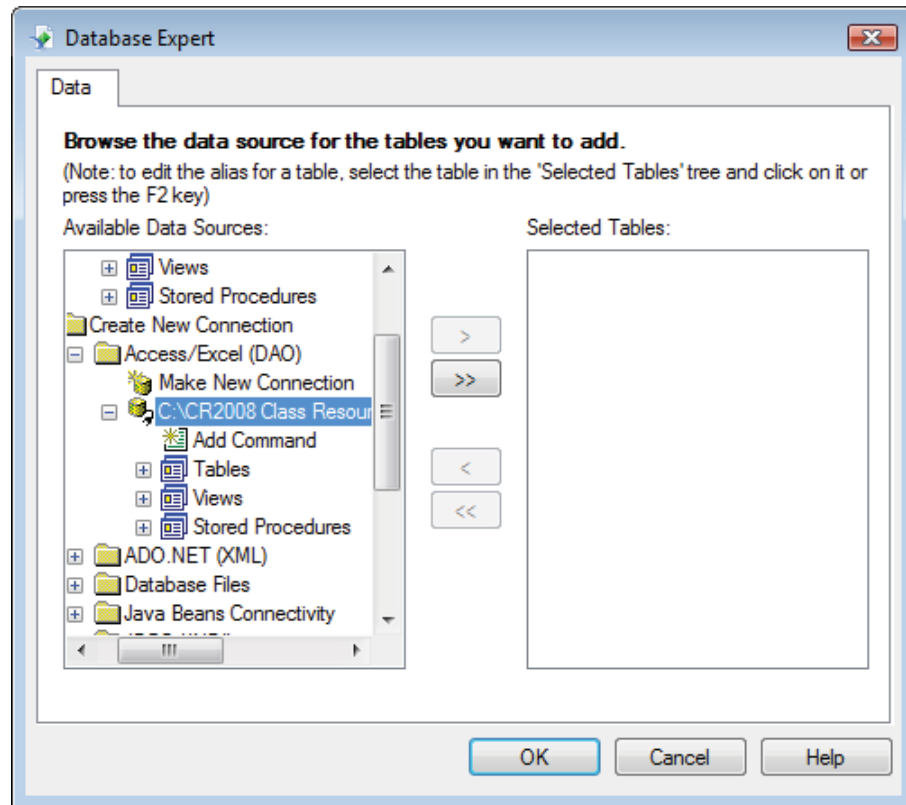 Database Expert
Data
Browse the data source for the tables you want to add.
(Note: to edit the alias for a table, select the table in the 'Selected Tables' tree and click on it or
press the F2 key)
Available Data Sources:
Selected Tables:
Views
Stored Procedures
Create New Connection
Access/Excel (DAO)
Make New Connection
C:\CR2008 Class Resour
Add Command
Tables
Views
Stored Procedures
ADO.NET (XML)
Database Files
Java Beans Connectivity
>
>>
<
<<
OK
Cancel
Help